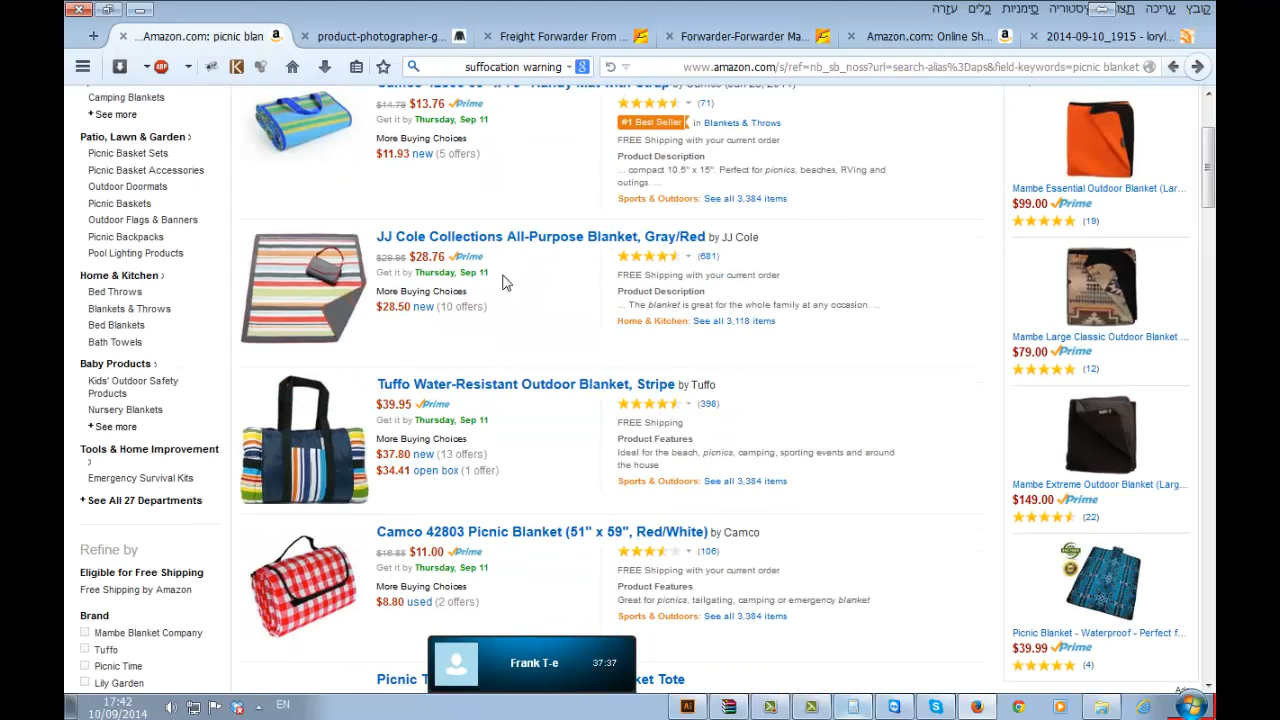 קובץ עריכה תצו יסטוריה סימניות כלים עזרה
...Amazon.com: picnic blan
product-photographer-g...
Freight Forwarder From ...
Forwarder-Forwarder Ma...
Amazon.com: Online Sh...
2014-09-10_1915 - loryl...
ABP
K
suffocation warning
www.amazon.com/s/ref=nb_sb_noss?url=search-alias%3Daps&field-keywords=picnic blanket
Camping Blankets
See more
Patio, Lawn & Garden
Picnic Basket Sets
Picnic Basket Accessories
Outdoor Doormats
Picnic Baskets
Outdoor Flags & Banners
Picnic Backpacks
Pool Lighting Products
Home & Kitchen
Bed Throws
Blankets & Throws
Bed Blankets
Bath Towels
Baby Products
Kids' Outdoor Safety
Products
Nursery Blankets
See more
Tools & Home Improvement
Emergency Survival Kits
See All 27 Departments
Refine by
Eligible for Free Shipping
Free Shipping by Amazon
Brand
Mambe Blanket Company
Tuffo
Picnic Time
Lily Garden
$14.78 $13.76 Prime
Get it by Thursday, Sep 11
More Buying Choices
$11.93 new (5 offers)
(71)
#1 Best Seller in Blankets & Throws
FREE Shipping with your current order
Product Description
... compact 10.5" x 15". Perfect for picnics, beaches, RVing and
outings. ...
Sports & Outdoors: See all 3,384 items
JJ Cole Collections All-Purpose Blanket, Gray/Red by JJ Cole
$29.95 $28.76 Prime
Get it by Thursday, Sep 11
More Buying Choices
$28.50 new (10 offers)
(681)
FREE Shipping with your current order
Product Description
... The blanket is great for the whole family at any occasion. ...
Home & Kitchen: See all 3,118 items
Tuffo Water-Resistant Outdoor Blanket, Stripe by Tuffo
$39.95 Prime
Get it by Thursday, Sep 11
More Buying Choices
$37.80 new (13 offers)
$34.41 open box (1 offer)
(398)
FREE Shipping
Product Features
Ideal for the beach, picnics, camping, sporting events and around
the house
Sports & Outdoors: See all 3,384 items
Camco 42803 Picnic Blanket (51" x 59", Red/White) by Camco
$16.88 $11.00 Prime
Get it by Thursday, Sep 11
More Buying Choices
$8.80 used (2 offers)
(106)
FREE Shipping with your current order
Product Features
Great for picnics, tailgating, camping or emergency blanket
Sports & Outdoors: See all 3,384 items
Picnic T
ket Tote
Mambe Essential Outdoor Blanket (Lar...
$99.00 Prime
(19)
Mambe Large Classic Outdoor Blanket ...
$79.00 Prime
(12)
Mambe Extreme Outdoor Blanket (Larg...
$149.00 Prime
(22)
Picnic Blanket - Waterproof - Perfect f...
$39.99 Prime
(4)
Frank T-e 37:37
17:42
10/09/2014
EN
Ai